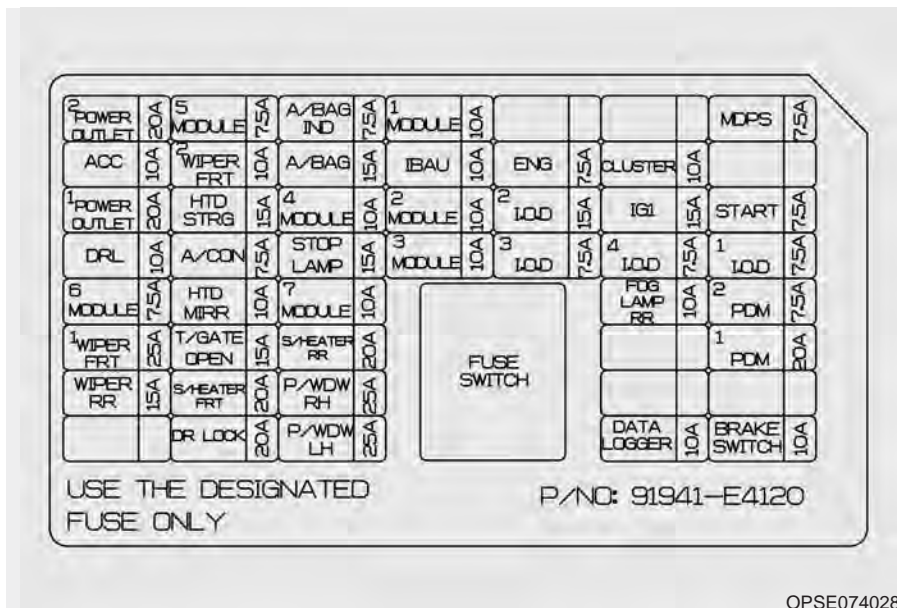 2 POWER OUTLET 20A 5 MODULE 7.5A A/BAG IND 7.5A 1 MODULE 10A MDPS 7.5A
ACC 10A 2 WIPER FRT 10A A/BAG 15A IBAU 10A ENG 7.5A CLUSTER 10A
1 POWER OUTLET 20A HTD STRG 15A 4 MODULE 10A 2 MODULE 10A 2 I.O.D 15A IG1 15A START 7.5A
DRL 10A A/CON 7.5A STOP LAMP 15A 3 MODULE 10A 3 I.O.D 7.5A 4 I.O.D 7.5A 1 I.O.D 7.5A
6 MODULE 7.5A HTD MIRR 10A 7 MODULE 10A FOG LAMP RR 10A 2 PDM 7.5A
1 WIPER FRT 25A T/GATE OPEN 15A S/HEATER RR 20A FUSE SWITCH 1 PDM 20A
WIPER RR 15A S/HEATER FRT 20A P/WDW RH 25A
DR LOCK 20A P/WDW LH 25A DATA LOGGER 10A BRAKE SWITCH 10A
USE THE DESIGNATED
FUSE ONLY
P/NO: 91941-E4120
OPSE074028